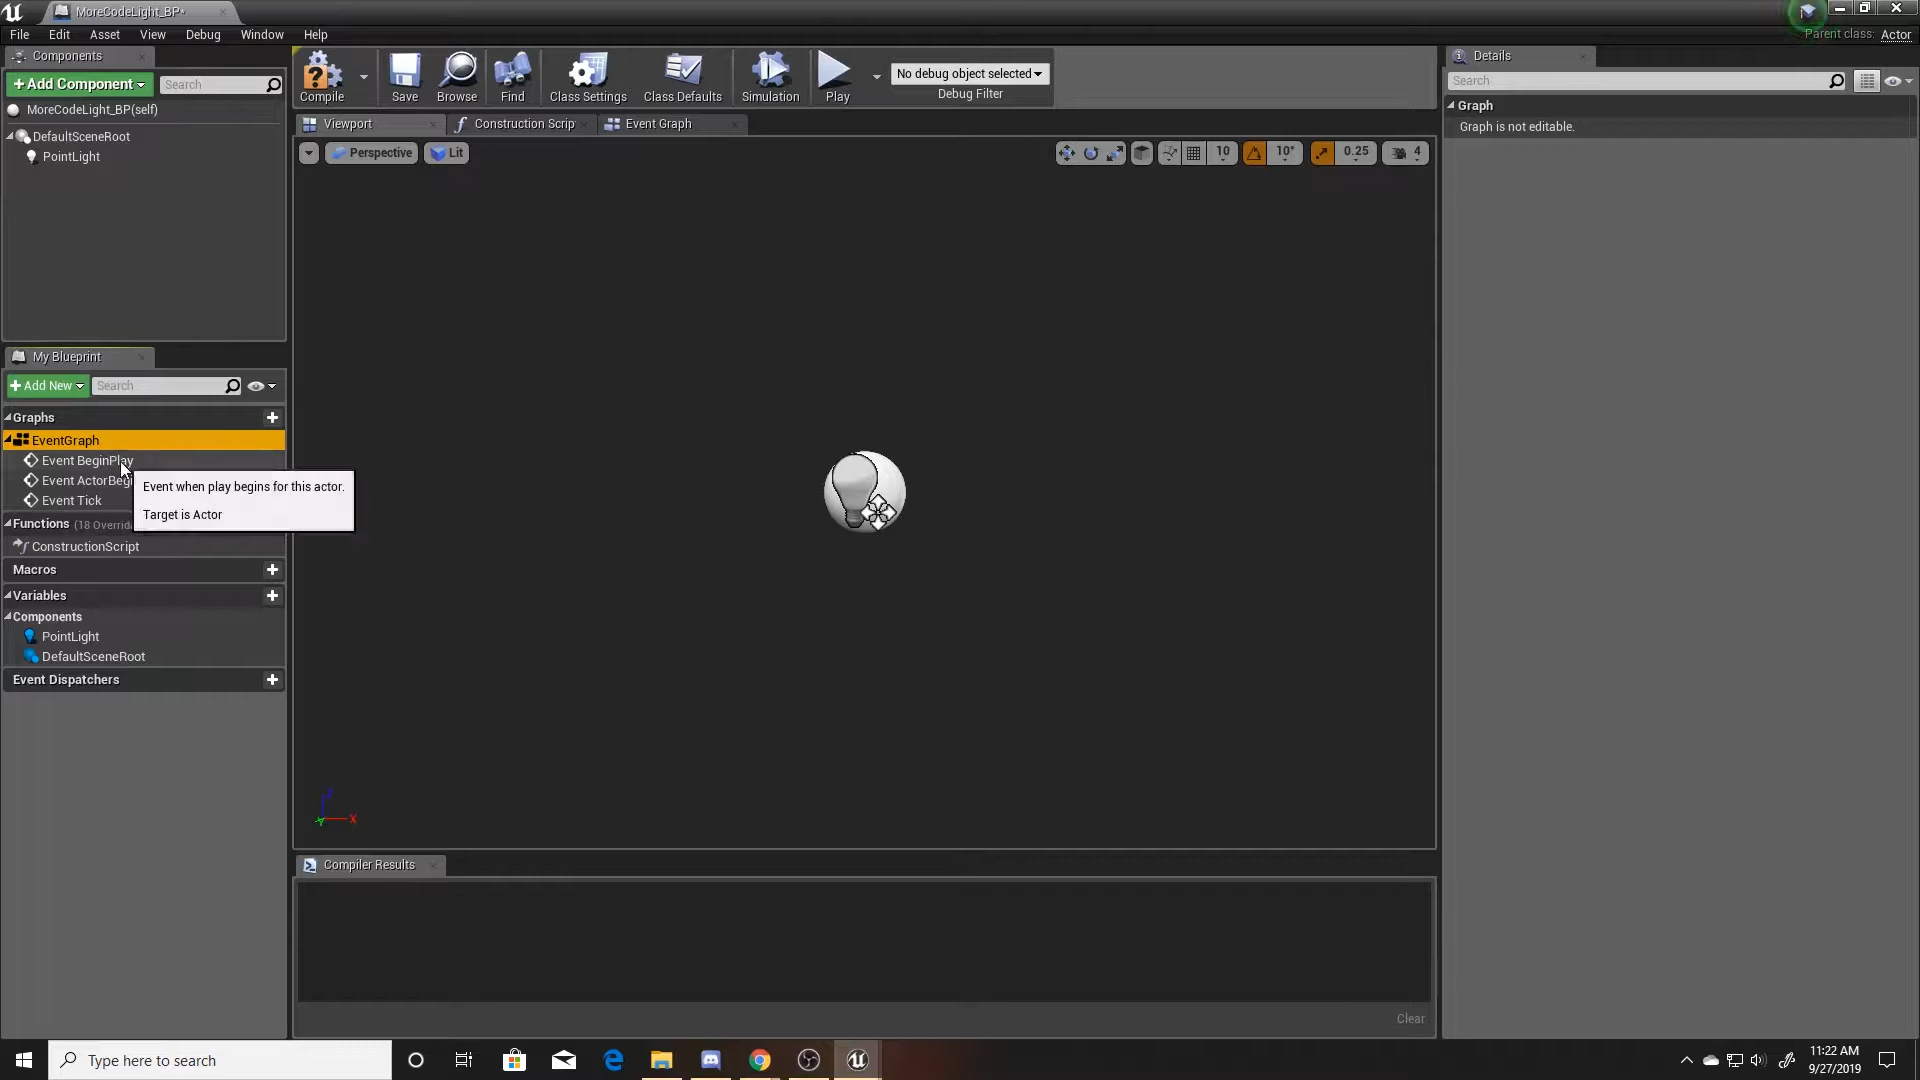 MoreCodeLight_BP*
File Edit Asset View Debug Window Help
Parent class: Actor
Components
+ Add Component
Search
MoreCodeLight_BP(self)
DefaultSceneRoot
PointLight
Compile
Save
Browse
Find
Class Settings
Class Defaults
Simulation
Play
No debug object selected
Debug Filter
Viewport
Construction Scrip
Event Graph
Perspective
Lit
10
10°
0.25
4
Details
Search
Graph
Graph is not editable.
My Blueprint
+ Add New
Search
Graphs
EventGraph
Event BeginPlay
Event ActorBegi
Event Tick
Event when play begins for this actor.
Target is Actor
Functions (18 Overrid
ConstructionScript
Macros
Variables
Components
PointLight
DefaultSceneRoot
Event Dispatchers
X
Compiler Results
Clear
Type here to search
11:22 AM
9/27/2019